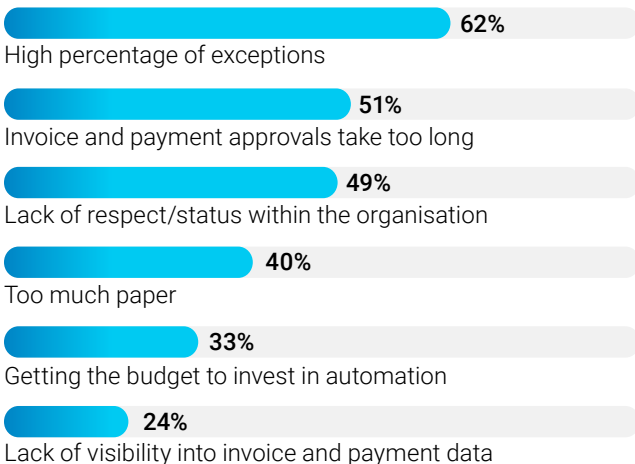 62%
High percentage of exceptions
51%
Invoice and payment approvals take too long
49%
Lack of respect/status within the organisation
40%
Too much paper
33%
Getting the budget to invest in automation
24%
Lack of visibility into invoice and payment data